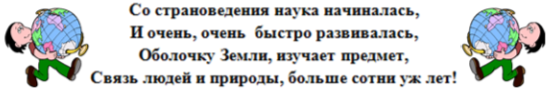 Со страноведения наука начиналась,
И очень, очень быстро развивалась,
Оболочку Земли, изучает предмет,
Связь людей и природы, больше сотни уж лет!